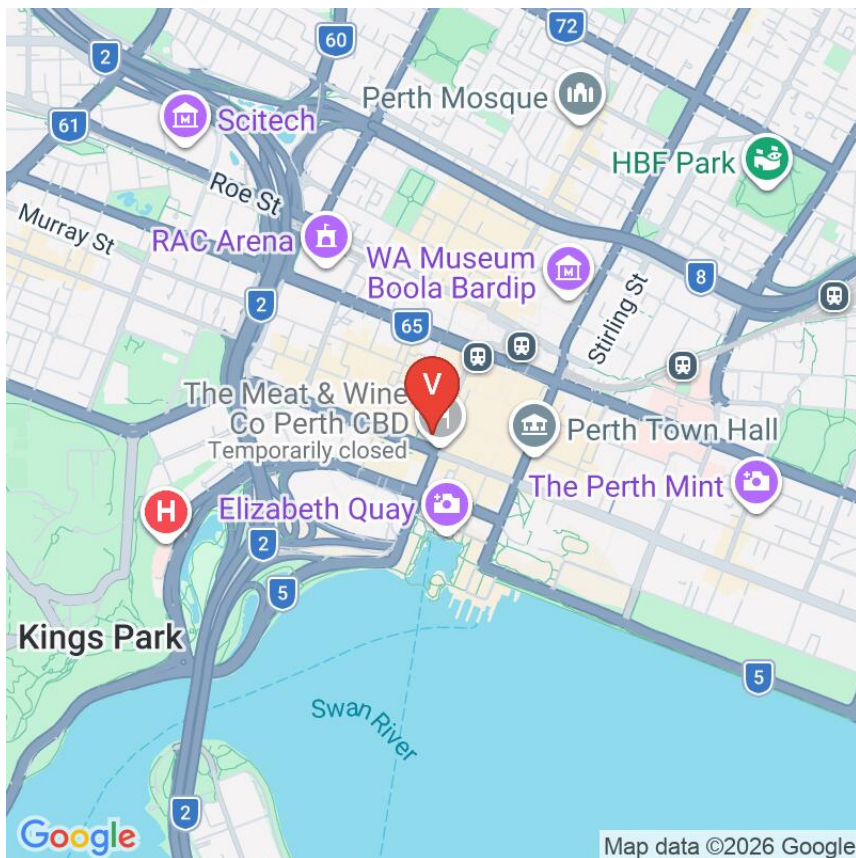 72
2
60
Perth Mosque
61
Scitech
HBF Park
Roe St
Murray St
RAC Arena
WA Museum
Boola Bardip
8
2
65
Stirling St
V
The Meat & Wine
Co Perth CBD
Temporarily closed
Perth Town Hall
The Perth Mint
Elizabeth Quay
H
2
5
Kings Park
5
Swan River
2
Google
Map data ©2026 Google